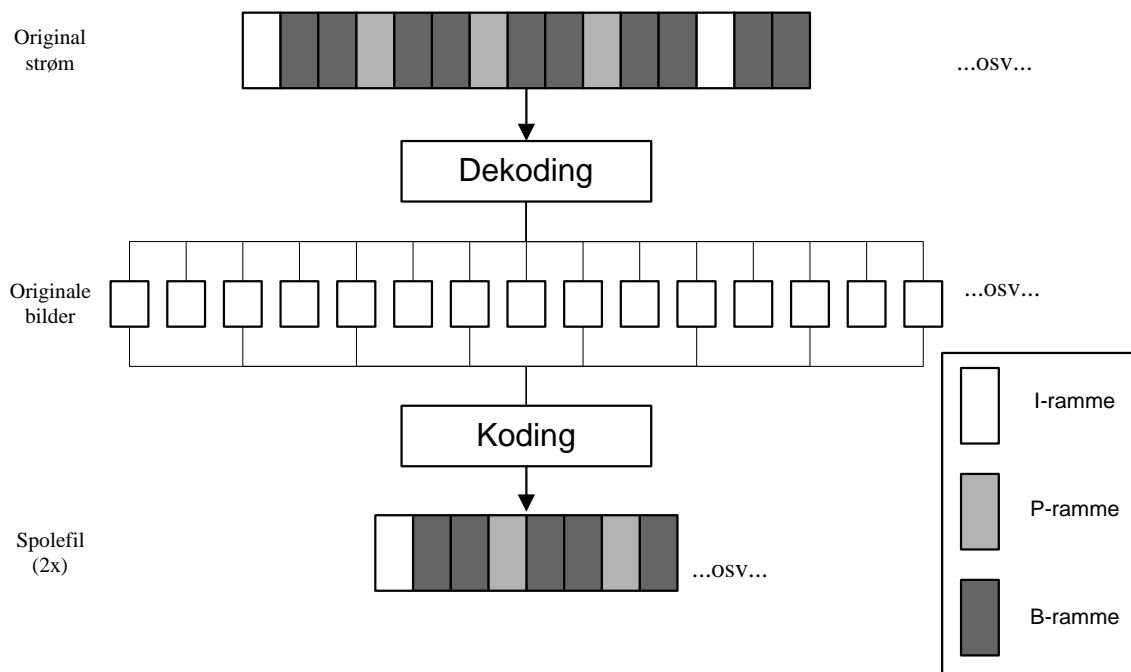 Original
strøm
...osv...
Dekoding
Originale
bilder
...osv...
Koding
Spolefil
(2x)
...osv...
I-ramme
P-ramme
B-ramme